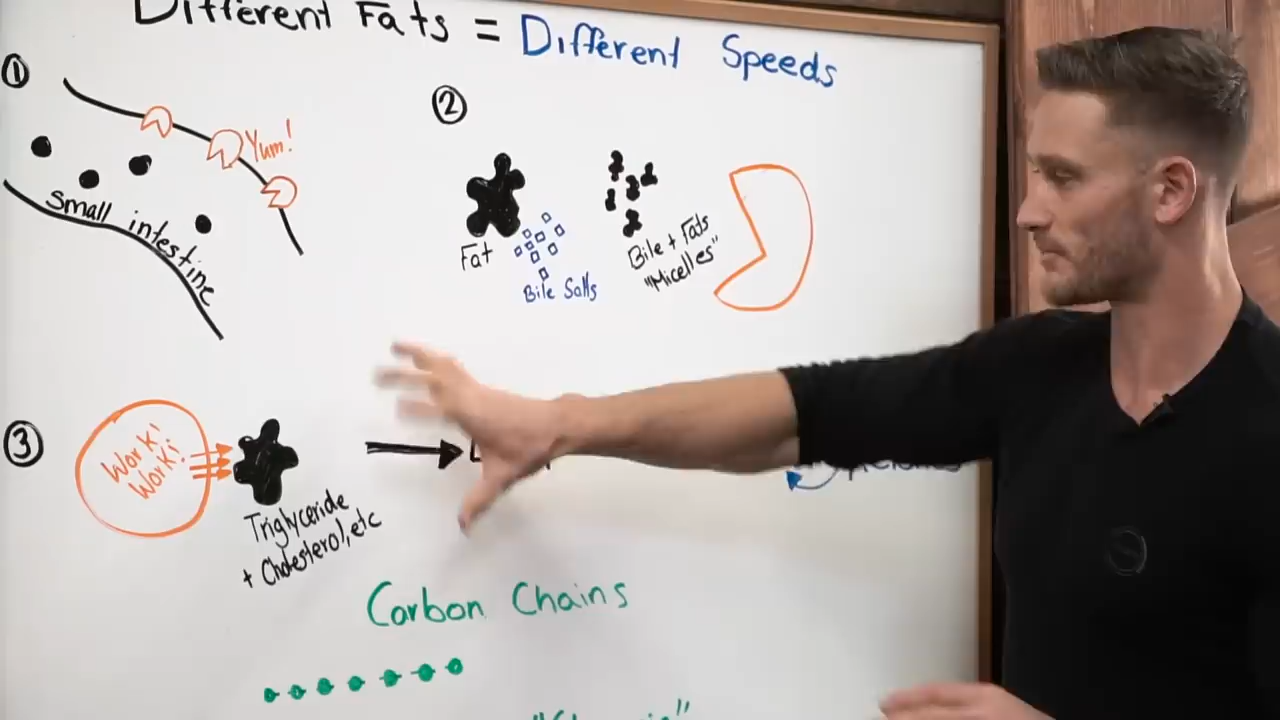 Different Fats = Different Speeds
①
Yum!
Small intestine
②
Fat
Bile Salts
Bile + Fats
"Micelles"
③
Work!
Work!
Triglyceride
+ Cholesterol, etc
Carbon Chains